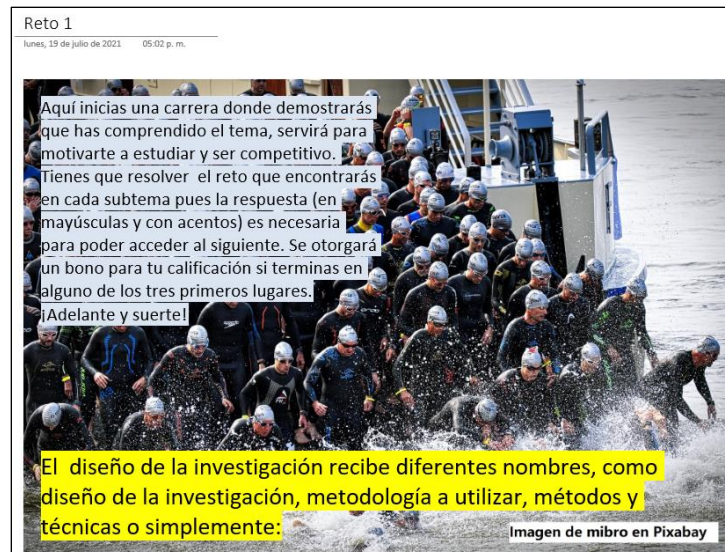 Reto 1
lunes, 19 de julio de 2021 05:02 p. m.
Aquí inicias una carrera donde demostrarás
que has comprendido el tema, servirá para
motivarte a estudiar y ser competitivo.
Tienes que resolver el reto que encontrarás
en cada subtema pues la respuesta (en
mayúsculas y con acentos) es necesaria
para poder acceder al siguiente. Se otorgará
un bono para tu calificación si terminas en
alguno de los tres primeros lugares.
¡Adelante y suerte!
El diseño de la investigación recibe diferentes nombres, como
diseño de la investigación, metodología a utilizar, métodos y
técnicas o simplemente:
Imagen de mibro en Pixabay